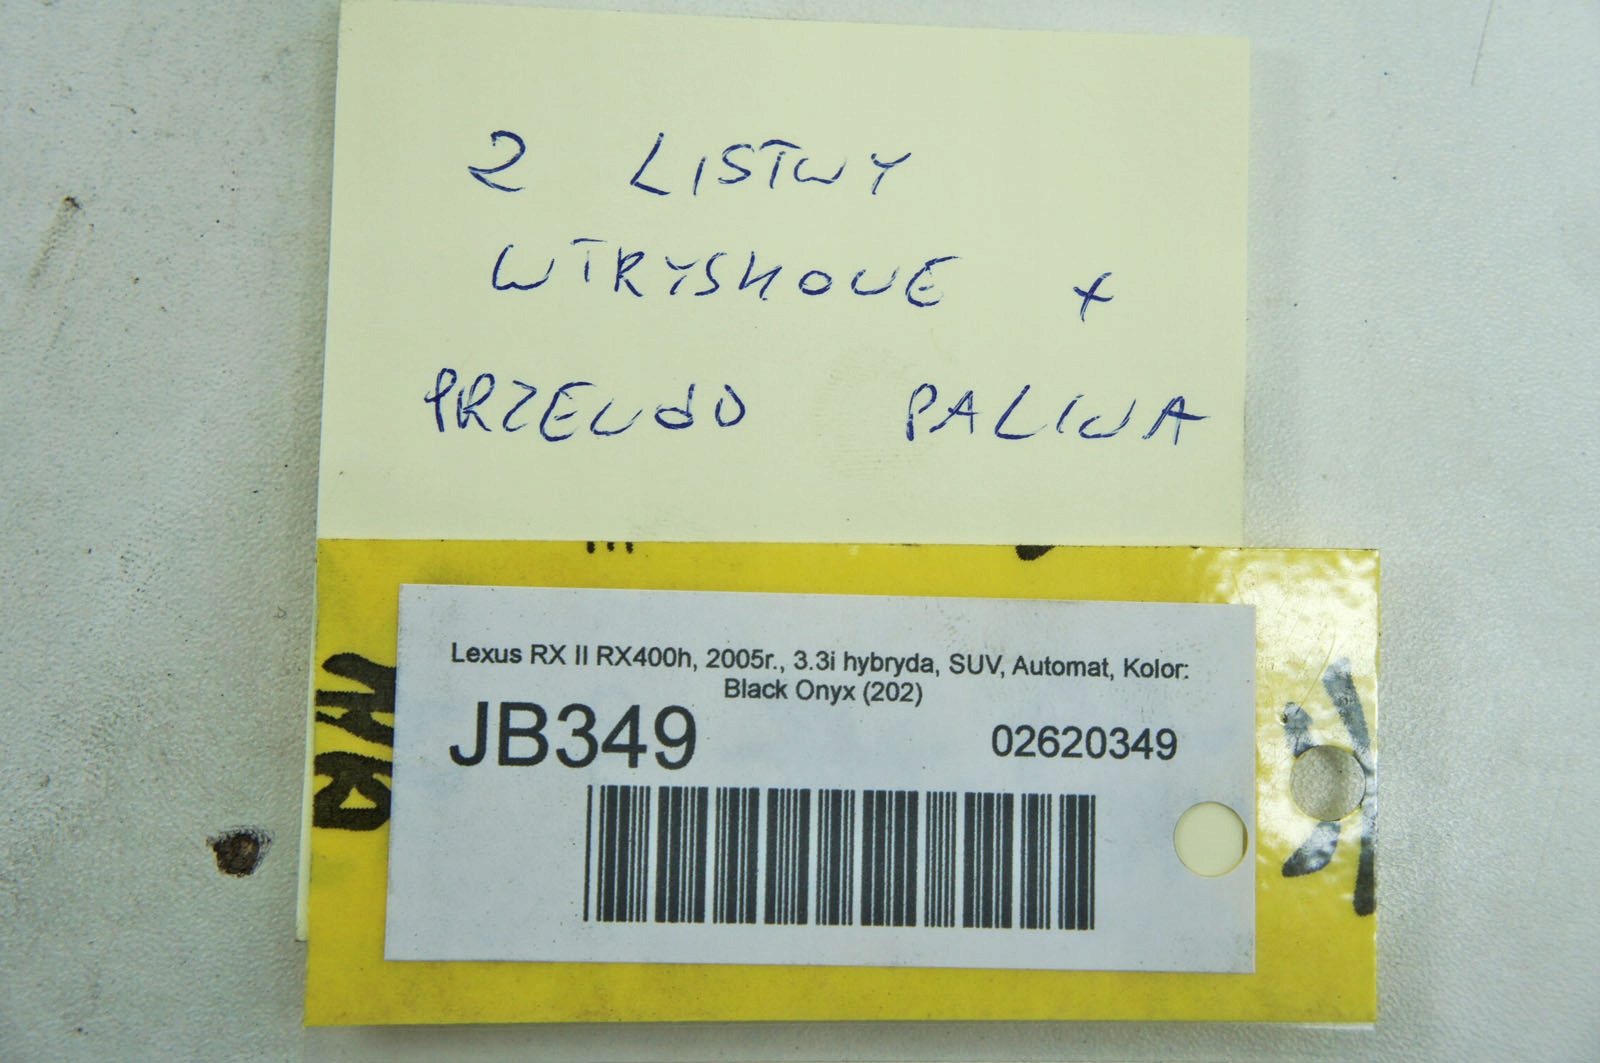 2 LISTWY
WTRYSKOWE +
PRZEWÓD PALIWA
Lexus RX II RX400h, 2005r., 3.3i hybryda, SUV, Automat, Kolor:
Black Onyx (202)
JB349 02620349